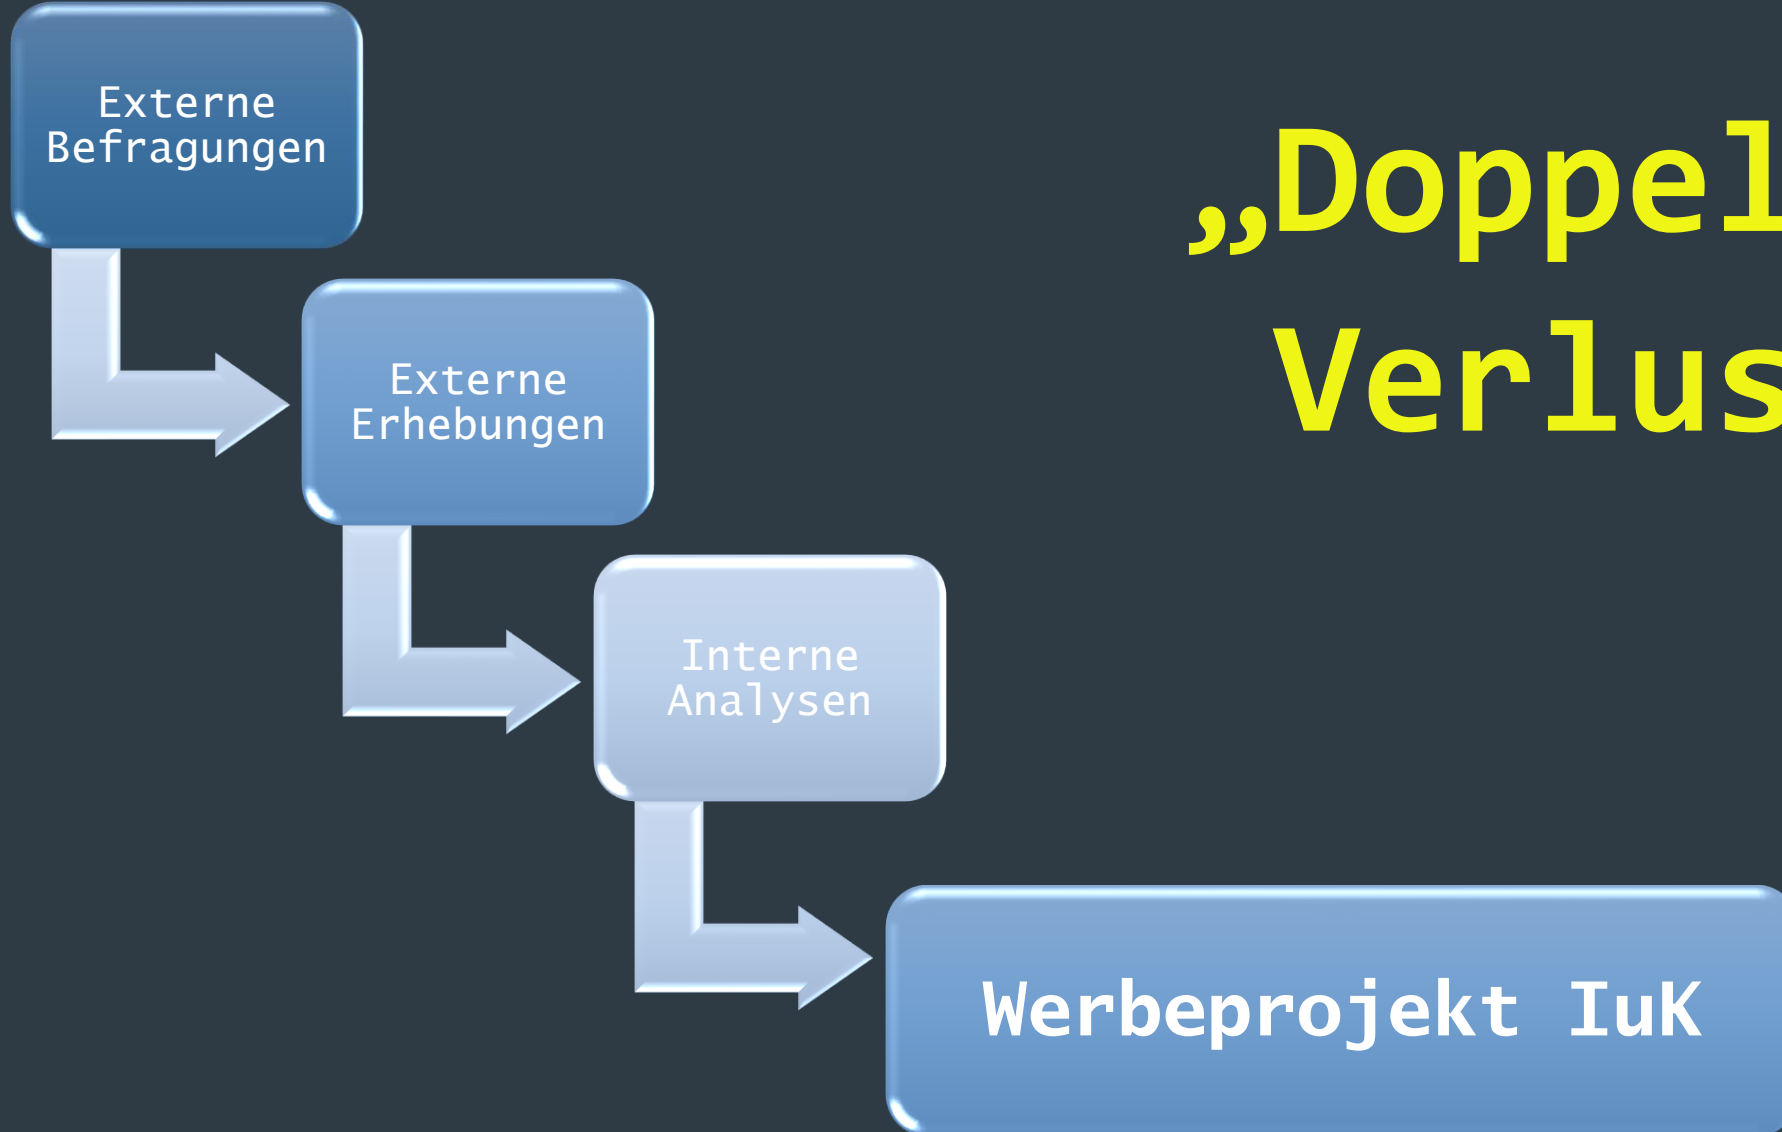 Externe
Befragungen
„Doppel
Verlus
Externe
Erhebungen
Interne
Analysen
Werbeprojekt IuK